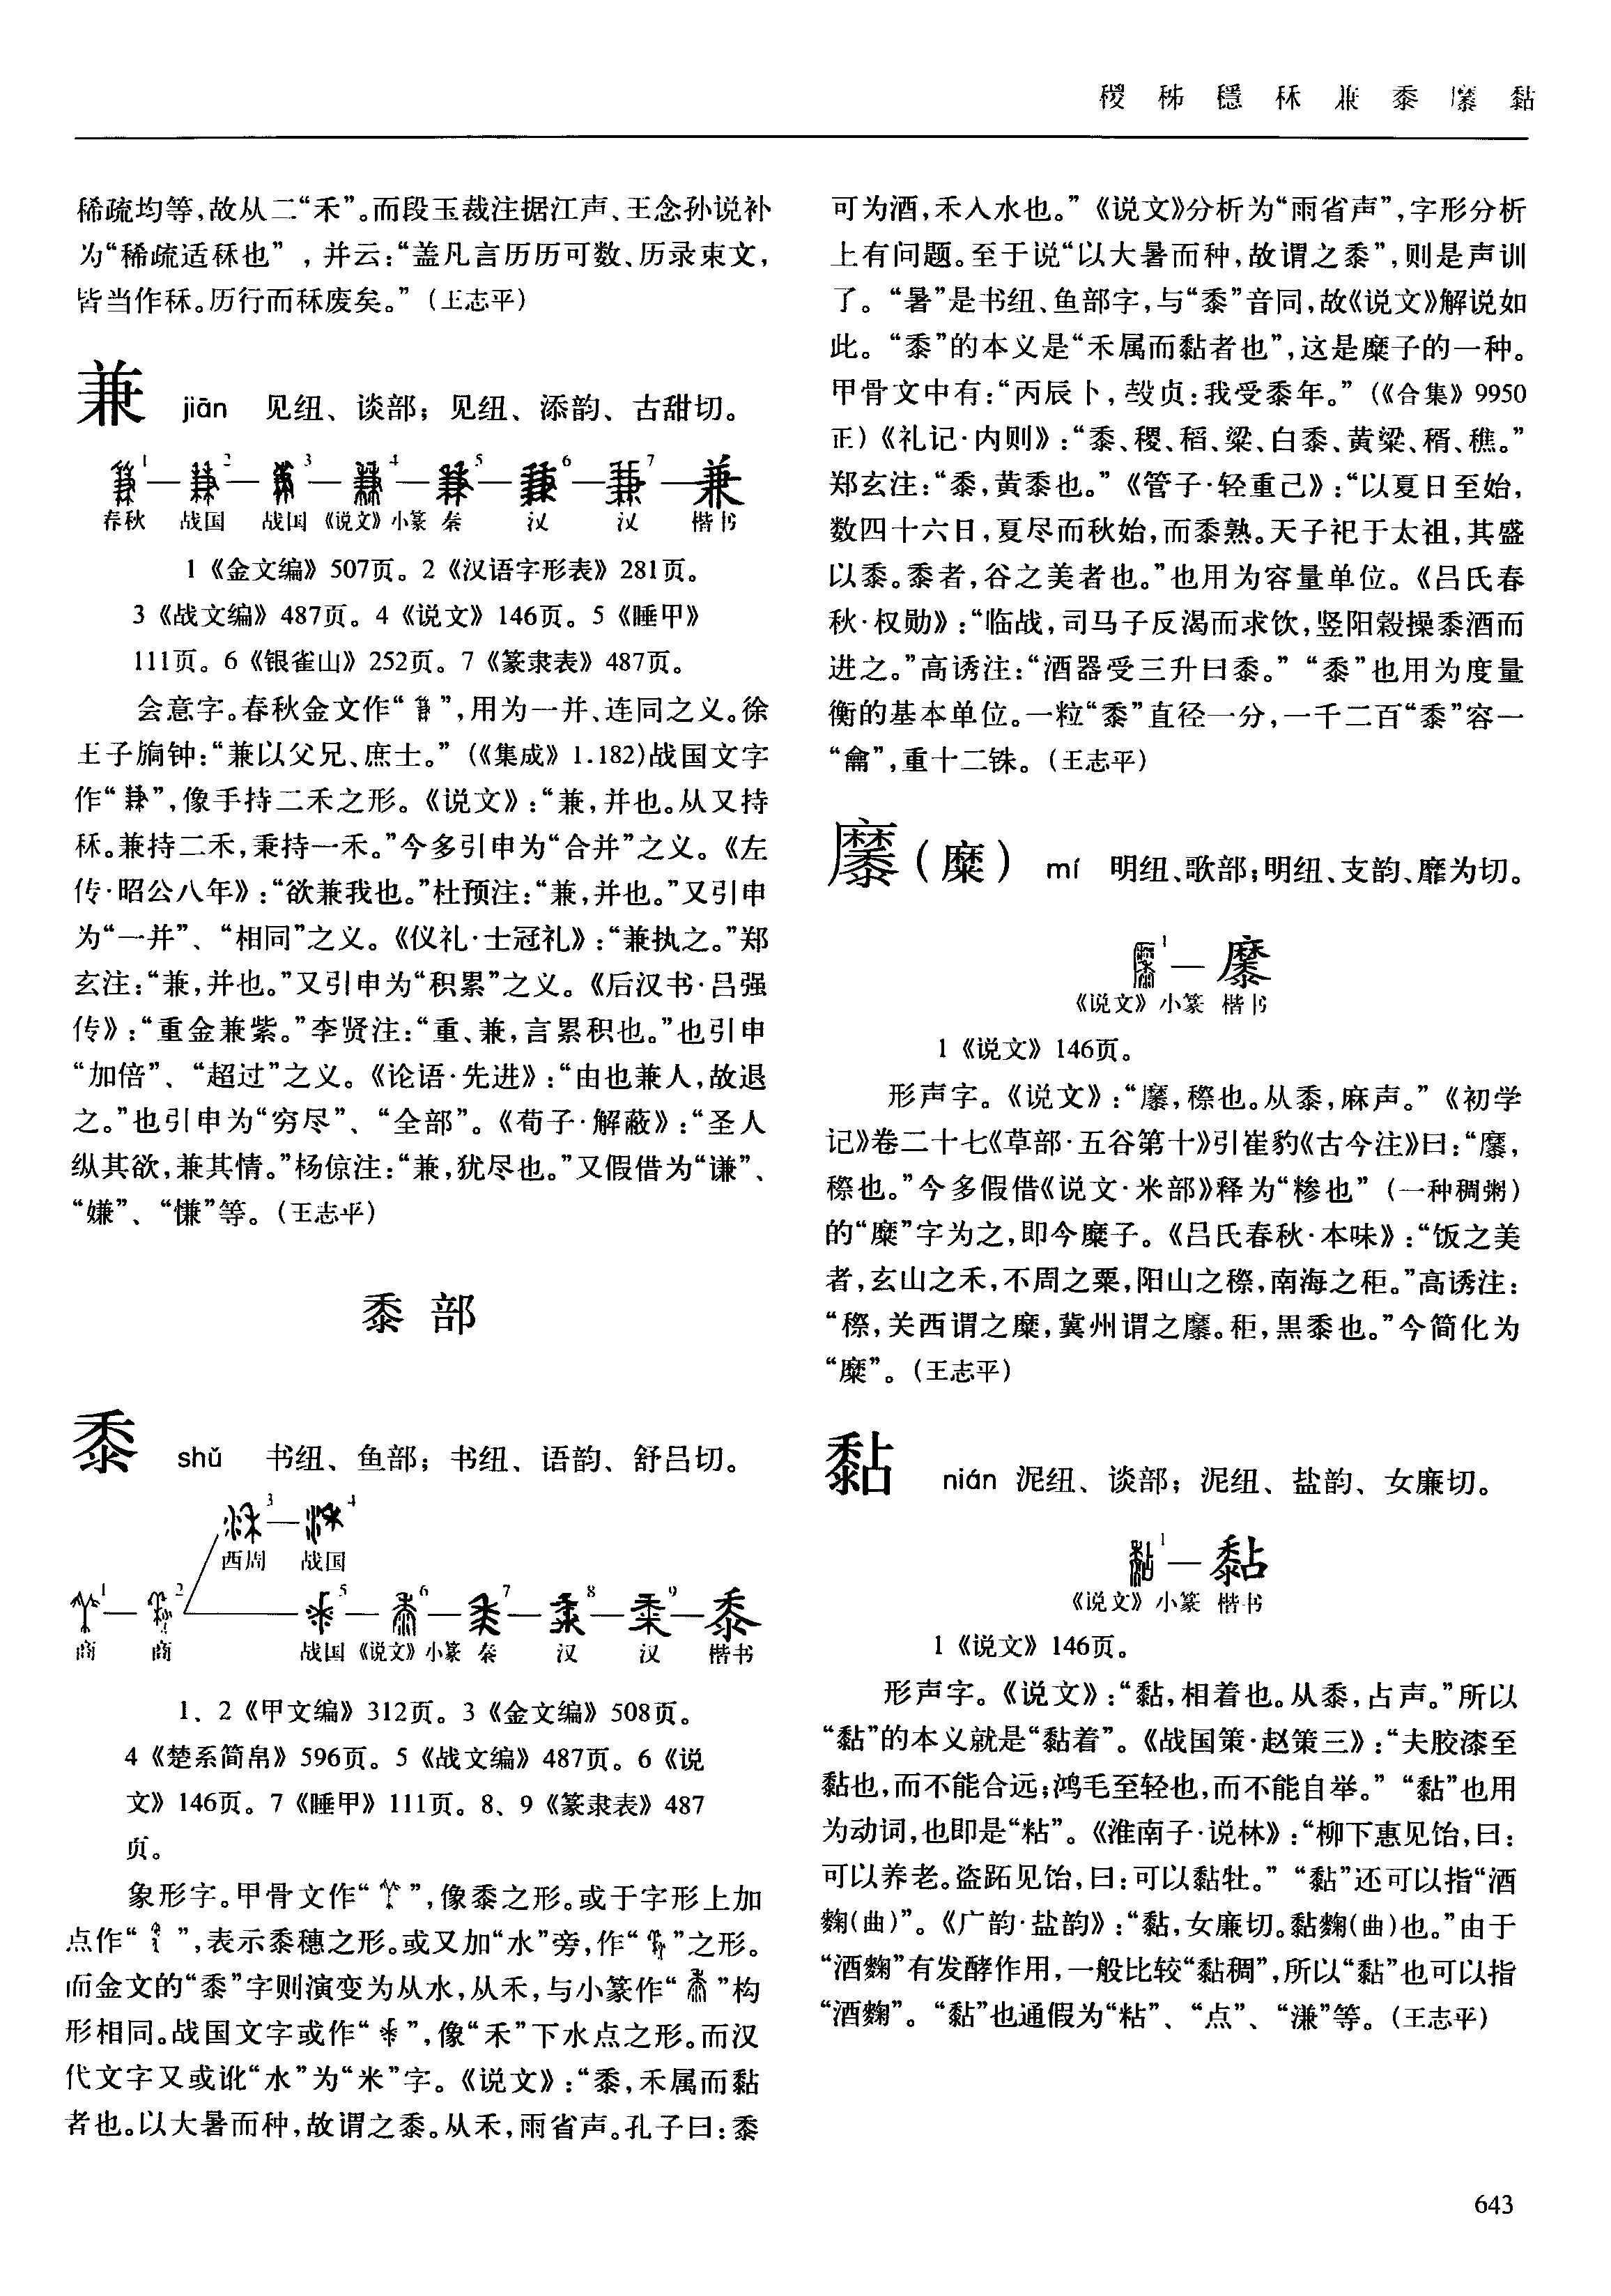 稯 秭 穩 秝 兼 黍 䵢 黏
稀疏均等，故从二“禾”。而段玉裁注据江声、王念孙说补
为“稀疏适秝也”，并云：“盖凡言历历可数、历录束文，
皆当作秝。历行而秝废矣。”（王志平）
兼 jiān 见纽、谈部；见纽、添韵、古甜切。
1 — 2 — 3 — 4 — 5 — 6 — 7 — 兼
春秋 战国 战国 《说文》小篆 秦 汉 汉 楷书
1《金文编》507页。2《汉语字形表》281页。
3《战文编》487页。4《说文》146页。5《睡甲》
111页。6《银雀山》252页。7《篆隶表》487页。
会意字。春秋金文作“ ”，用为一并、连同之义。徐
王子旃钟：“兼以父兄、庶士。”（《集成》1.182）战国文字
作“ ”，像手持二禾之形。《说文》：“兼，并也。从又持
秝。兼持二禾，秉持一禾。”今多引申为“合并”之义。《左
传·昭公八年》：“欲兼我也。”杜预注：“兼，并也。”又引申
为“一并”、“相同”之义。《仪礼·士冠礼》：“兼执之。”郑
玄注：“兼，并也。”又引申为“积累”之义。《后汉书·吕强
传》：“重金兼紫。”李贤注：“重、兼，言累积也。”也引申
“加倍”、“超过”之义。《论语·先进》：“由也兼人，故退
之。”也引申为“穷尽”、“全部”。《荀子·解蔽》：“圣人
纵其欲，兼其情。”杨倞注：“兼，犹尽也。”又假借为“谦”、
“嫌”、“慊”等。（王志平）
黍部
黍 shǔ 书纽、鱼部；书纽、语韵、舒吕切。
3 — 4
西周 战国
1 — 2 — 5 — 6 — 7 — 8 — 9 — 黍
商 商 战国 《说文》小篆 秦 汉 汉 楷书
1、2《甲文编》312页。3《金文编》508页。
4《楚系简帛》596页。5《战文编》487页。6《说
文》146页。7《睡甲》111页。8、9《篆隶表》487
页。
象形字。甲骨文作“ ”，像黍之形。或于字形上加
点作“ ”，表示黍穗之形。或又加“水”旁，作“ ”之形。
而金文的“黍”字则演变为从水，从禾，与小篆作“ ”构
形相同。战国文字或作“ ”，像“禾”下水点之形。而汉
代文字又或讹“水”为“米”字。《说文》：“黍，禾属而黏
者也。以大暑而种，故谓之黍。从禾，雨省声。孔子曰：黍
可为酒，禾入水也。”《说文》分析为“雨省声”，字形分析
上有问题。至于说“以大暑而种，故谓之黍”，则是声训
了。“暑”是书纽、鱼部字，与“黍”音同，故《说文》解说如
此。“黍”的本义是“禾属而黏者也”，这是糜子的一种。
甲骨文中有：“丙辰卜，㱿贞：我受黍年。”（《合集》9950
正）《礼记·内则》：“黍、稷、稻、粱、白黍、黄粱、稰、穛。”
郑玄注：“黍，黄黍也。”《管子·轻重己》：“以夏日至始，
数四十六日，夏尽而秋始，而黍熟。天子祀于太祖，其盛
以黍。黍者，谷之美者也。”也用为容量单位。《吕氏春
秋·权勋》：“临战，司马子反渴而求饮，竖阳榖操黍酒而
进之。”高诱注：“酒器受三升曰黍。”“黍”也用为度量
衡的基本单位。一粒“黍”直径一分，一千二百“黍”容一
“龠”，重十二铢。（王志平）
䵢（糜） mí 明纽、歌部；明纽、支韵、靡为切。
1 — 䵢
《说文》小篆 楷书
1《说文》146页。
形声字。《说文》：“䵢，穄也。从黍，麻声。”《初学
记》卷二十七《草部·五谷第十》引崔豹《古今注》曰：“䵢，
穄也。”今多假借《说文·米部》释为“糁也”（一种稠粥）
的“糜”字为之，即今糜子。《吕氏春秋·本味》：“饭之美
者，玄山之禾，不周之粟，阳山之穄，南海之秬。”高诱注：
“穄，关西谓之糜，冀州谓之䵢。秬，黑黍也。”今简化为
“糜”。（王志平）
黏 nián 泥纽、谈部；泥纽、盐韵、女廉切。
1 — 黏
《说文》小篆 楷书
1《说文》146页。
形声字。《说文》：“黏，相着也。从黍，占声。”所以
“黏”的本义就是“黏着”。《战国策·赵策三》：“夫胶漆至
黏也，而不能合远；鸿毛至轻也，而不能自举。”“黏”也用
为动词，也即是“粘”。《淮南子·说林》：“柳下惠见饴，曰：
可以养老。盗跖见饴，曰：可以黏牡。”“黏”还可以指“酒
麹（曲）”。《广韵·盐韵》：“黏，女廉切。黏麹（曲）也。”由于
“酒麹”有发酵作用，一般比较“黏稠”，所以“黏”也可以指
“酒麹”。“黏”也通假为“粘”、“点”、“溓”等。（王志平）
643